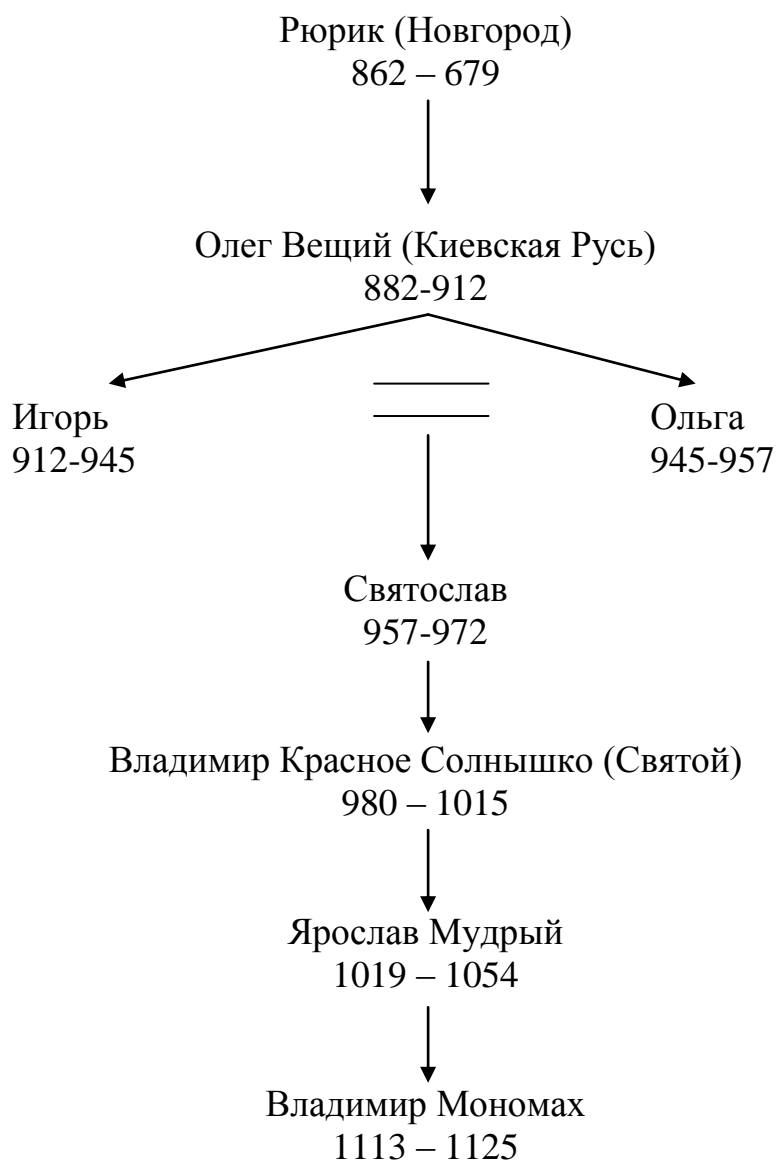 Рюрик (Новгород)
862 – 679
Олег Вещий (Киевская Русь)
882-912
Игорь
912-945
Ольга
945-957
Святослав
957-972
Владимир Красное Солнышко (Святой)
980 – 1015
Ярослав Мудрый
1019 – 1054
Владимир Мономах
1113 – 1125